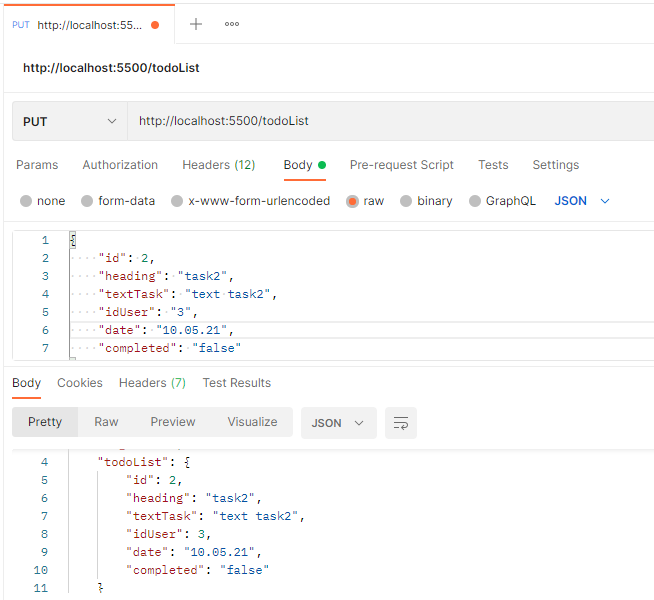 PUT http://localhost:55...
http://localhost:5500/todoList
PUT http://localhost:5500/todoList
Params Authorization Headers (12) Body Pre-request Script Tests Settings
none form-data x-www-form-urlencoded raw binary GraphQL JSON
1 {
2 "id": 2,
3 "heading": "task2",
4 "textTask": "text task2",
5 "idUser": "3",
6 "date": "10.05.21",
7 "completed": "false"
Body Cookies Headers (7) Test Results
Pretty Raw Preview Visualize JSON
4 "todoList": {
5 "id": 2,
6 "heading": "task2",
7 "textTask": "text task2",
8 "idUser": 3,
9 "date": "10.05.21",
10 "completed": "false"
11 }